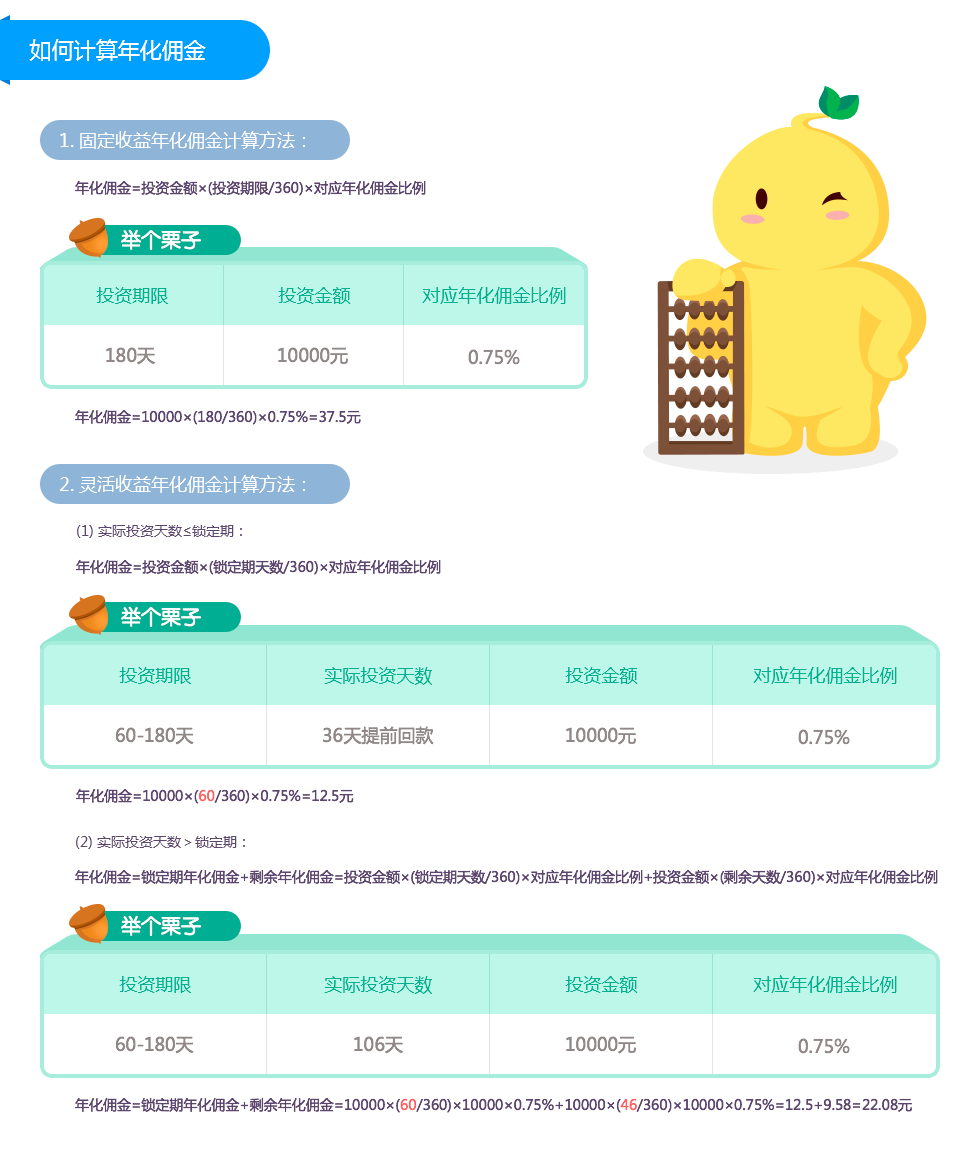 如何计算年化佣金
1. 固定收益年化佣金计算方法：
年化佣金=投资金额×(投资期限/360)×对应年化佣金比例
举个栗子
投资期限 投资金额 对应年化佣金比例
180天 10000元 0.75%
年化佣金=10000×(180/360)×0.75%=37.5元
2. 灵活收益年化佣金计算方法：
(1) 实际投资天数≤锁定期：
年化佣金=投资金额×(锁定期天数/360)×对应年化佣金比例
举个栗子
投资期限 实际投资天数 投资金额 对应年化佣金比例
60-180天 36天提前回款 10000元 0.75%
年化佣金=10000×(60/360)×0.75%=12.5元
(2) 实际投资天数＞锁定期：
年化佣金=锁定期年化佣金+剩余年化佣金=投资金额×(锁定期天数/360)×对应年化佣金比例+投资金额×(剩余天数/360)×对应年化佣金比例
举个栗子
投资期限 实际投资天数 投资金额 对应年化佣金比例
60-180天 106天 10000元 0.75%
年化佣金=锁定期年化佣金+剩余年化佣金=10000×(60/360)×10000×0.75%+10000×(46/360)×10000×0.75%=12.5+9.58=22.08元